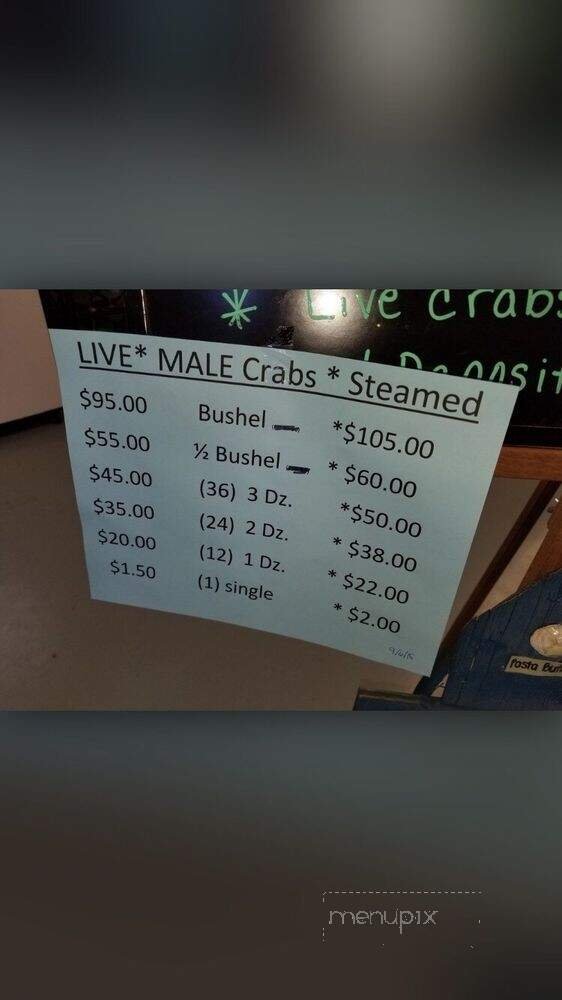 * Live crabs
Deposit
LIVE* MALE Crabs * Steamed
$95.00 Bushel *$105.00
$55.00 ½ Bushel * $60.00
$45.00 (36) 3 Dz. *$50.00
$35.00 (24) 2 Dz. * $38.00
$20.00 (12) 1 Dz. * $22.00
$1.50 (1) single * $2.00
Pasta
menupix